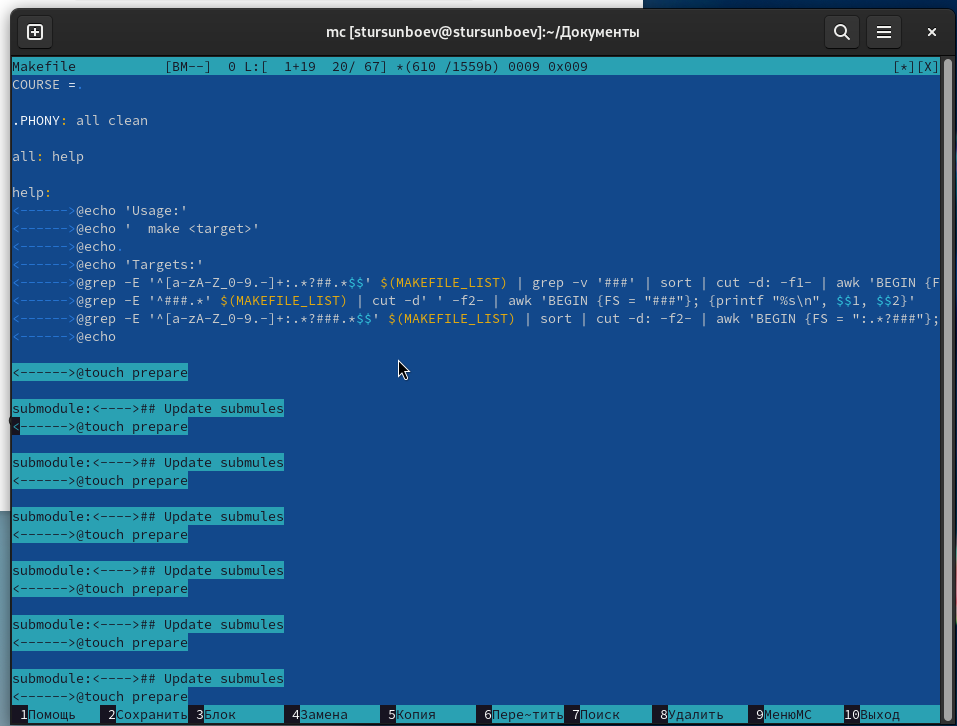 mc [stursunboev@stursunboev]:~/Документы
Makefile [BM--] 0 L:[ 1+19 20/ 67] *(610 /1559b) 0009 0x009 [*][X]
COURSE =.
.PHONY: all clean
all: help
help:
<------>@echo 'Usage:'
<------>@echo '  make <target>'
<------>@echo.
<------>@echo 'Targets:'
<------>@grep -E '^[a-zA-Z_0-9.-]+:.*?##.*$$' $(MAKEFILE_LIST) | grep -v '###' | sort | cut -d: -f1- | awk 'BEGIN {F
<------>@grep -E '^###.*' $(MAKEFILE_LIST) | cut -d' ' -f2- | awk 'BEGIN {FS = "###"}; {printf "%s\n", $$1, $$2}'
<------>@grep -E '^[a-zA-Z_0-9.-]+:.*?###.*$$' $(MAKEFILE_LIST) | sort | cut -d: -f2- | awk 'BEGIN {FS = ":.*?###"};
<------>@echo
<------>@touch prepare
submodule:<---->## Update submules
<------>@touch prepare
submodule:<---->## Update submules
<------>@touch prepare
submodule:<---->## Update submules
<------>@touch prepare
submodule:<---->## Update submules
<------>@touch prepare
submodule:<---->## Update submules
<------>@touch prepare
submodule:<---->## Update submules
<------>@touch prepare
1Помощь 2Сохранить 3Блок 4Замена 5Копия 6Пере~тить 7Поиск 8Удалить 9МенюMC 10Выход